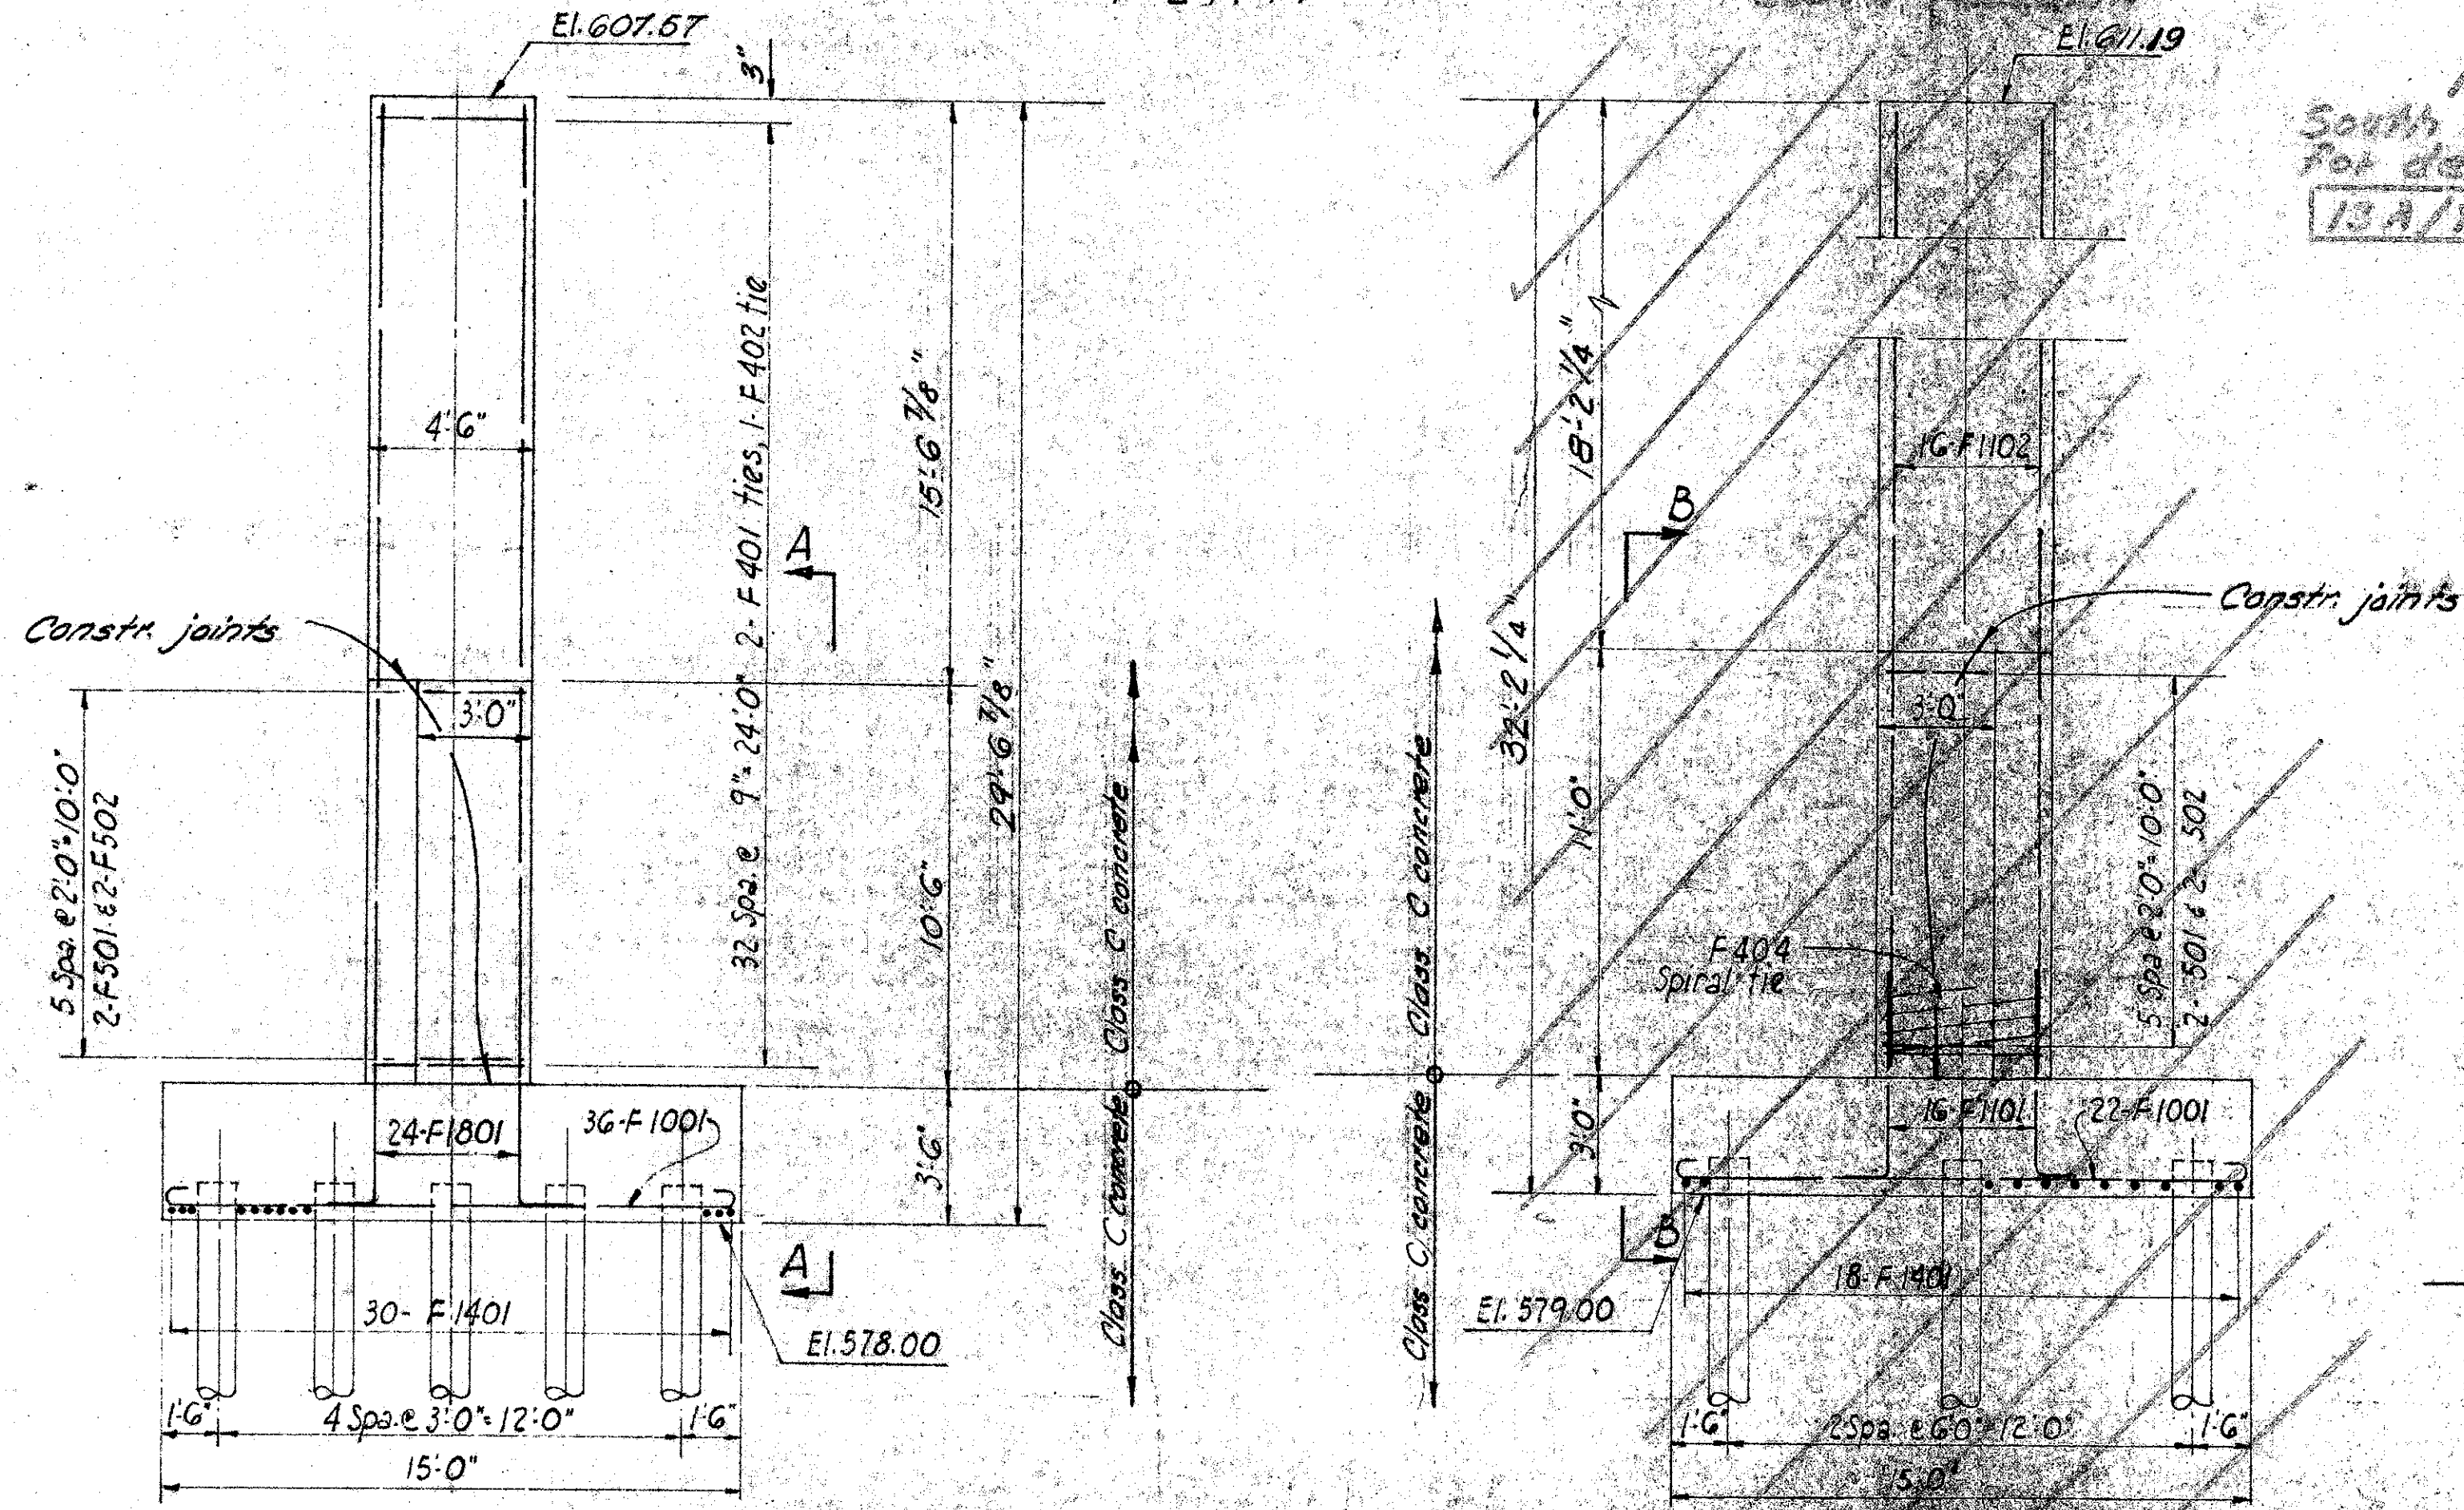 El. 607.57
3"
4'-6"
32 Spa. @ 9"= 24'-0" 2-F401 ties, 1-F402 tie
15'-6 7/8"
29'-6 7/8"
10'-6"
3'-6"
A
Constr. joints
3'-0"
5 Spa. @ 2'-0"=10'-0"
2-F501 & 2-F502
24-F1801
36-F1001
30-F1401
A
El. 578.00
1'-6"
4 Spa. @ 3'-0"= 12'-0"
1'-6"
15'-0"
Class C concrete
Class C concrete
El. 611.19
South
For
13A/
18'-2 1/4"
32'-2 1/4"
16-F1102
B
Constr. joints
3'-0"
11'-0"
3'-0"
5 Spa @ 2'-0"=10'-0"
2- 501 & 2 502
F404
Spiral tie
Class C concrete
Class C concrete
16-F1101
22-F1001
B
18-F1401
El. 579.00
1'-6"
2 Spa. @ 6'-0"=12'-0"
1'-6"
15'-0"